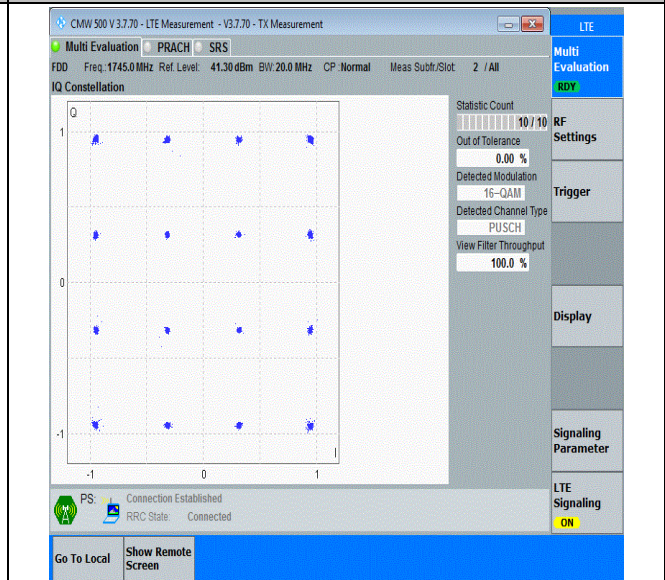 CMW 500 V 3.7.70 - LTE Measurement - V3.7.70 - TX Measurement
LTE
Multi Evaluation PRACH SRS
FDD Freq.:1745.0 MHz Ref. Level: 41.30 dBm BW:20.0 MHz CP :Normal Meas Subfr./Slot: 2 / All
IQ Constellation
Q
1
0
-1
-1 0 1
I
Statistic Count
10 / 10
Out of Tolerance
0.00 %
Detected Modulation
16-QAM
Detected Channel Type
PUSCH
View Filter Throughput
100.0 %
Multi
Evaluation
RDY
RF
Settings
Trigger
Display
Signaling
Parameter
LTE
Signaling
ON
PS: Connection Established
RRC State: Connected
Go To Local
Show Remote
Screen